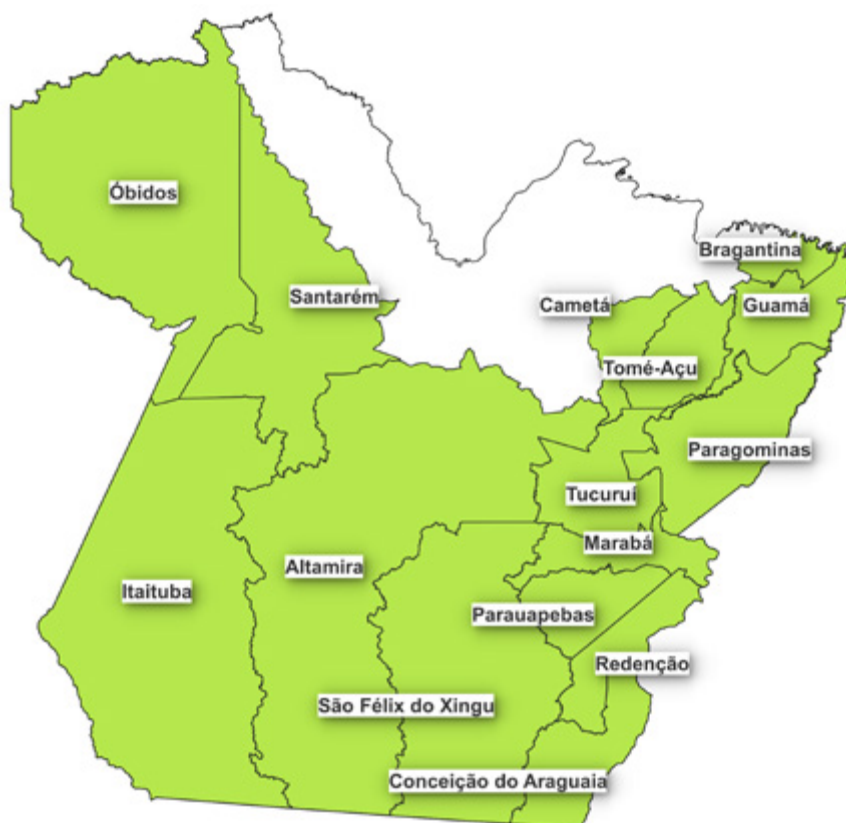 Óbidos
Bragantina
Santarém
Cametá
Guamá
Tomé-Açu
Paragominas
Tucuruí
Marabá
Altamira
Itaituba
Parauapebas
Redenção
São Félix do Xingu
Conceição do Araguaia